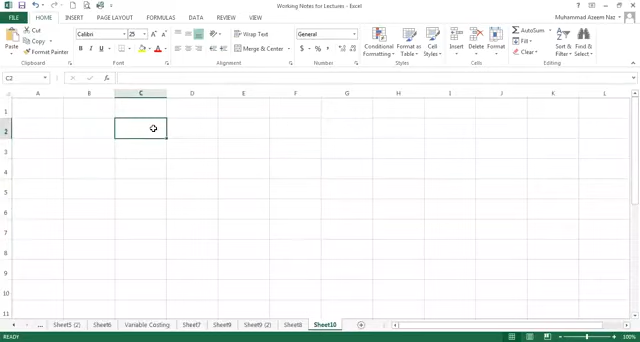 Working Notes for Lectures - Excel
FILE HOME INSERT PAGE LAYOUT FORMULAS DATA REVIEW VIEW
Muhammad Azeem Naz
Paste
Cut
Copy
Format Painter
Clipboard
Calibri 25
Font
Wrap Text
Merge & Center
Alignment
General
Number
Conditional Formatting
Format as Table
Cell Styles
Styles
Insert
Delete
Format
Cells
AutoSum
Fill
Clear
Sort & Filter
Find & Select
Editing
C2
A B C D E F G H I J K L
1
2
3
4
5
6
7
8
9
10
11
... Sheet5 (2) Sheet6 Variable Costing Sheet7 Sheet9 Sheet9 (2) Sheet8 Sheet10
READY
100%